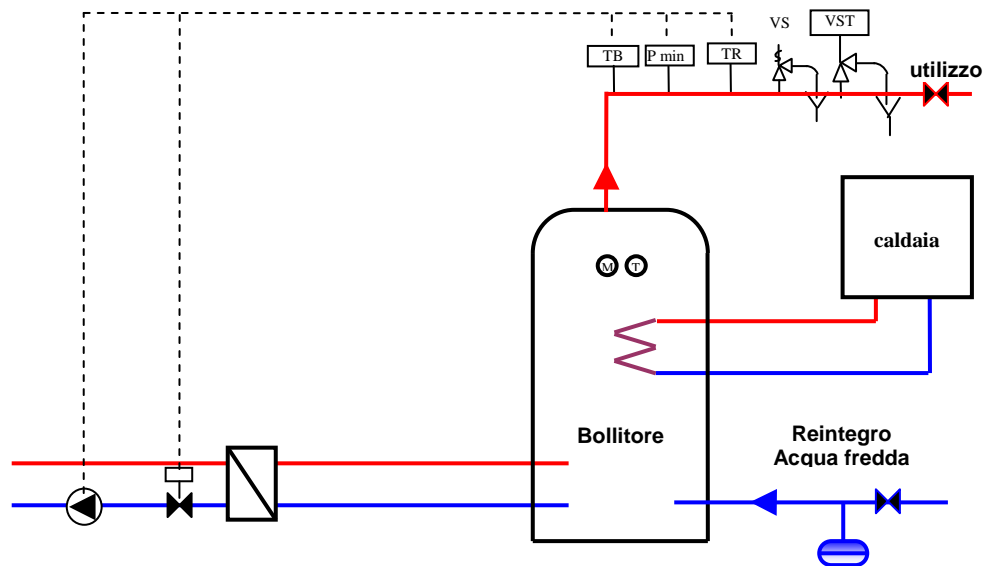 VS
VST
TB
P min
TR
utilizzo
caldaia
M
T
Bollitore
Reintegro
Acqua fredda